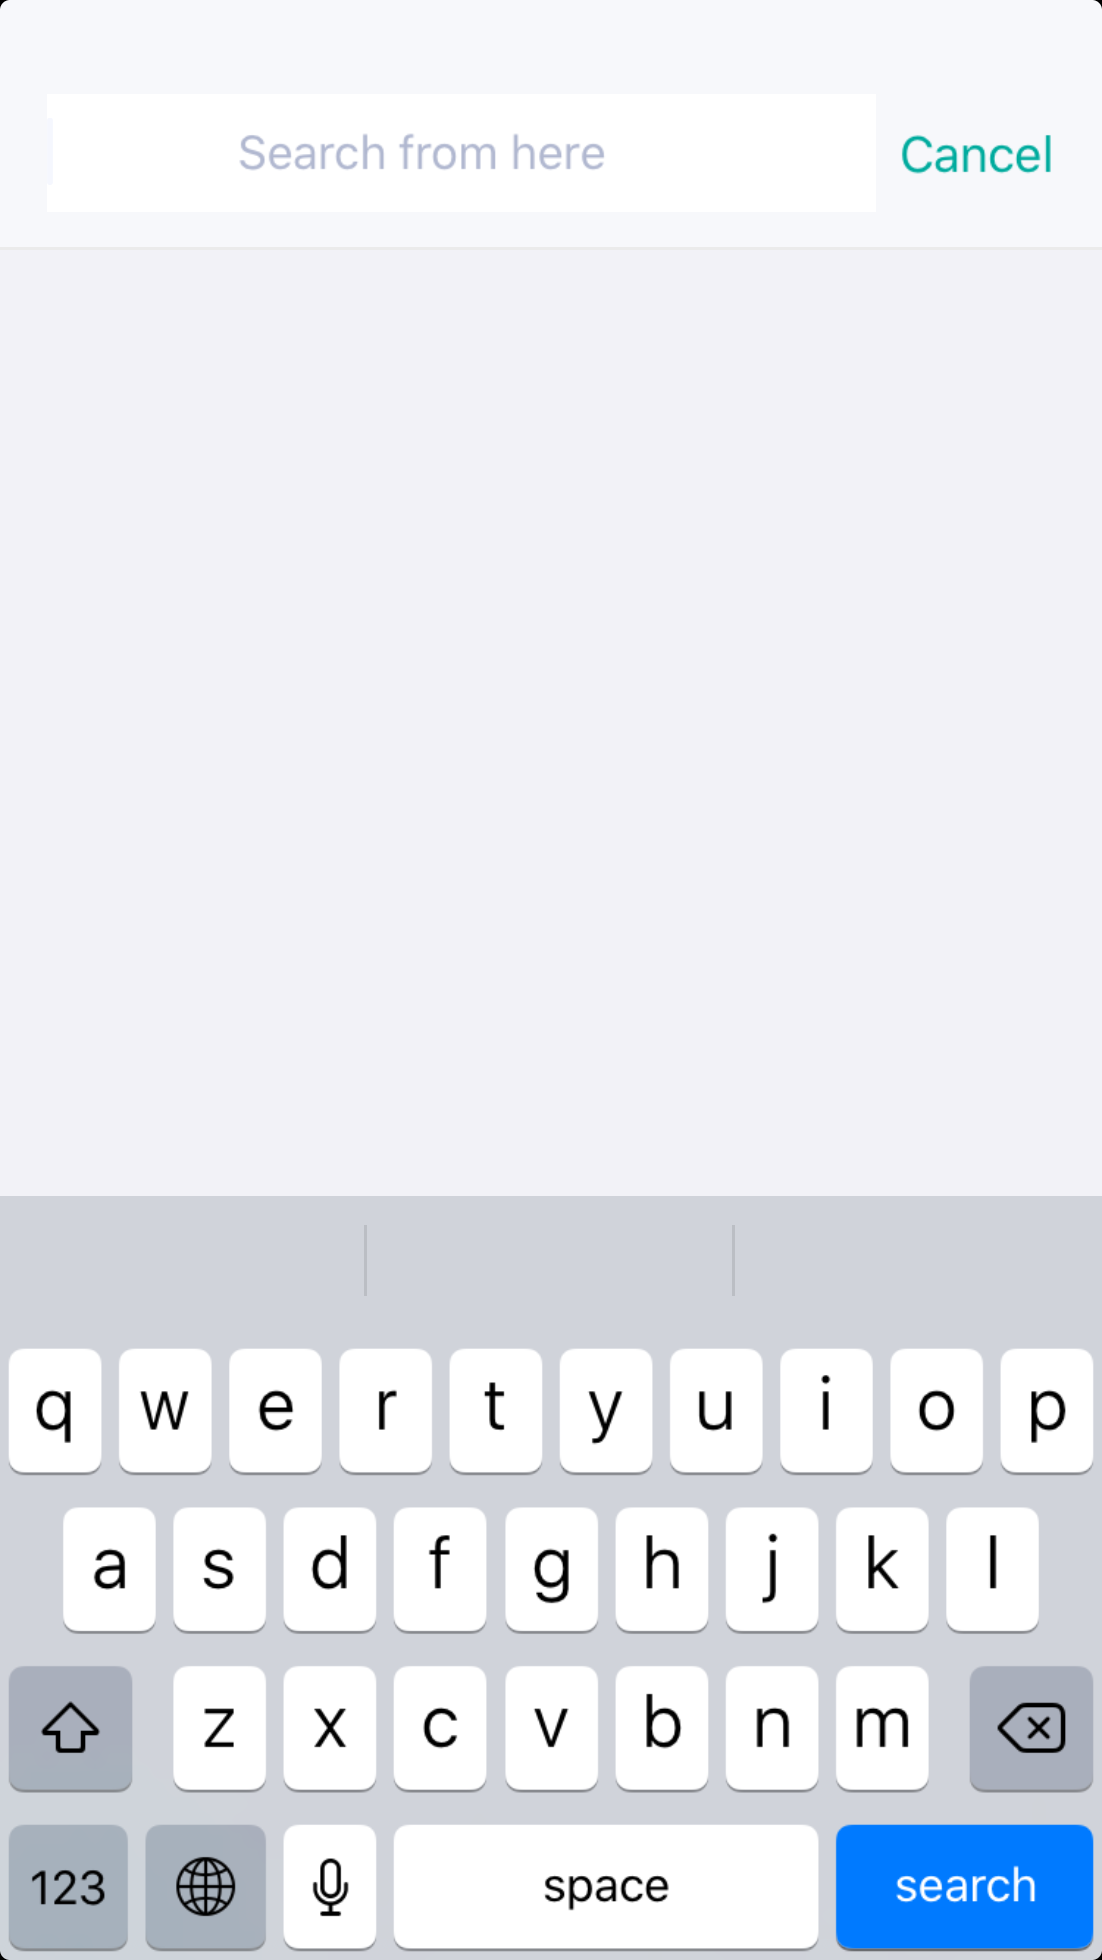 Search from here Cancel
q w e r t y u i o p
a s d f g h j k l
z x c v b n m
123 space search